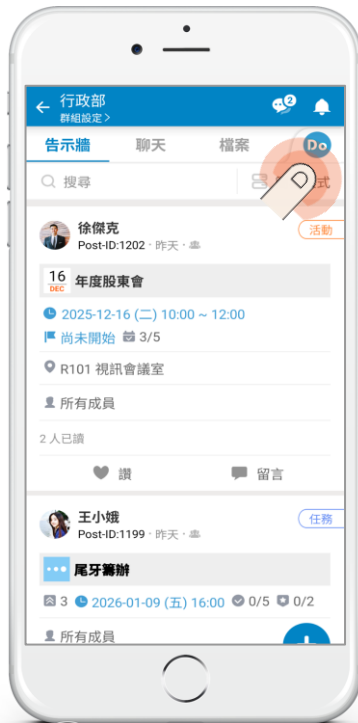 行政部
2
群組設定 >
告示牆 聊天 檔案 Do
搜尋 式
徐傑克 活動
Post-ID:1202 · 昨天 ·
16 DEC 年度股東會
2025-12-16 (二) 10:00 ~ 12:00
尚未開始 3/5
R101 視訊會議室
所有成員
2 人已讀
讚 留言
王小娥 任務
Post-ID:1199 · 昨天 ·
尾牙籌辦
3 2026-01-09 (五) 16:00 0/5 0/2
所有成員